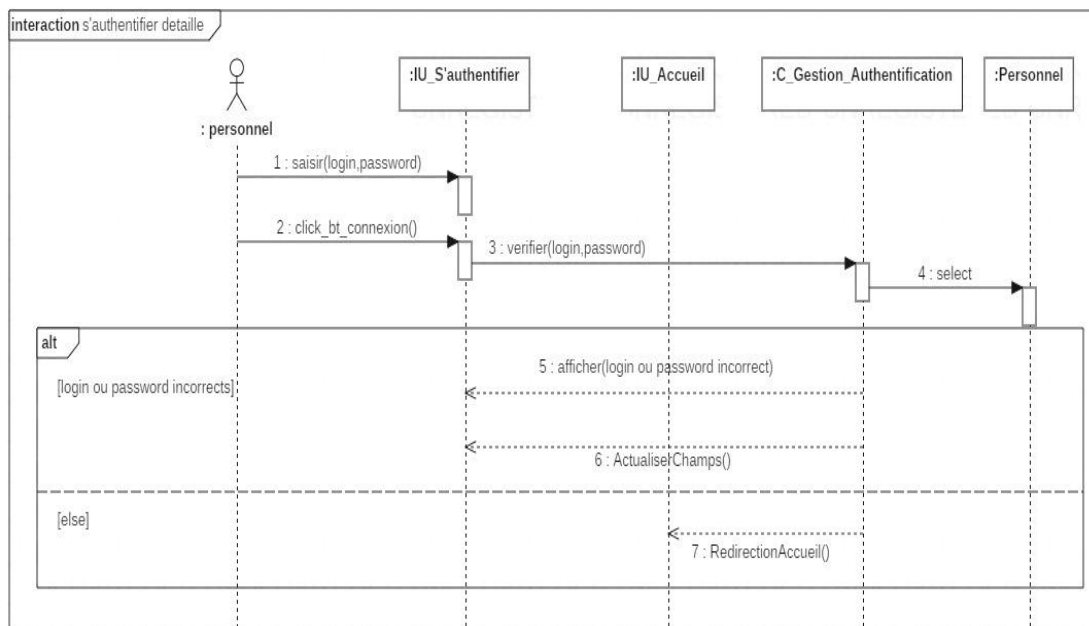 interaction s'authentifier detaille
:IU_S'authentifier
:IU_Accueil
:C_Gestion_Authentification
:Personnel
: personnel
1 : saisir(login,password)
2 : click_bt_connexion()
3 : verifier(login,password)
4 : select
alt
[login ou password incorrects]
5 : afficher(login ou password incorrect)
6 : ActualiserChamps()
[else]
7 : RedirectionAccueil()